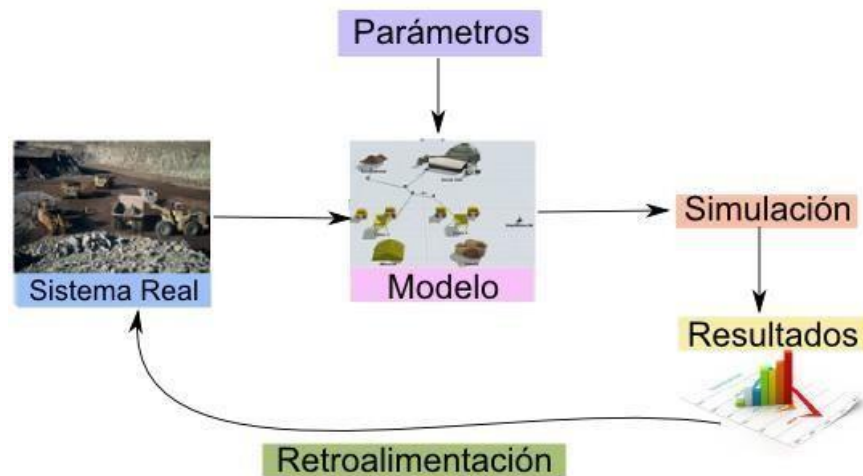 Parámetros
Sistema Real
Modelo
Simulación
Resultados
Retroalimentación